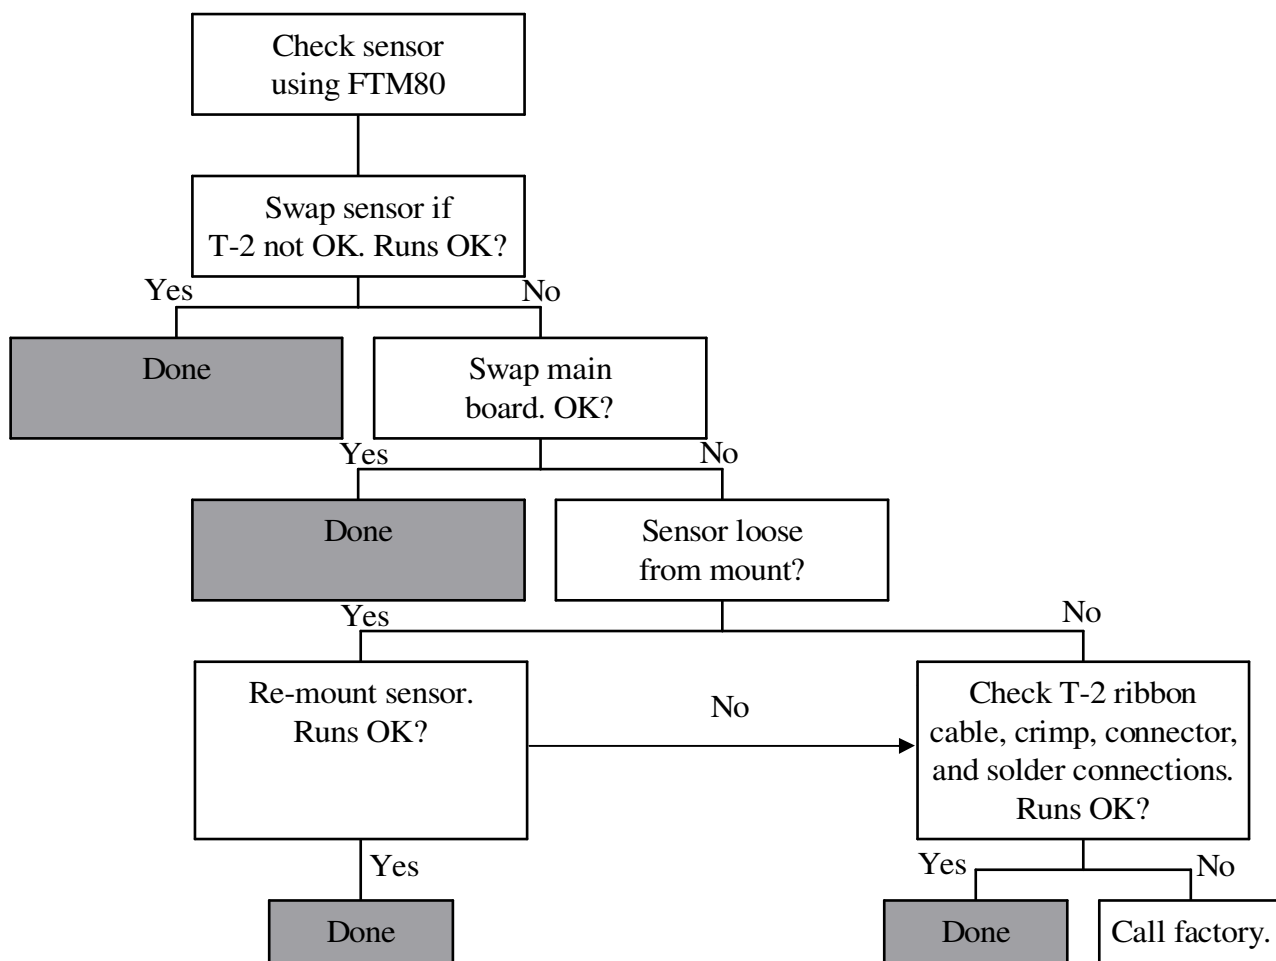 Check sensor
using FTM80
Swap sensor if
T-2 not OK. Runs OK?
Yes
No
Done
Swap main
board. OK?
Yes
No
Done
Sensor loose
from mount?
Yes
No
Re-mount sensor.
Runs OK?
No
Check T-2 ribbon
cable, crimp, connector,
and solder connections.
Runs OK?
Yes
Yes
No
Done
Done
Call factory.